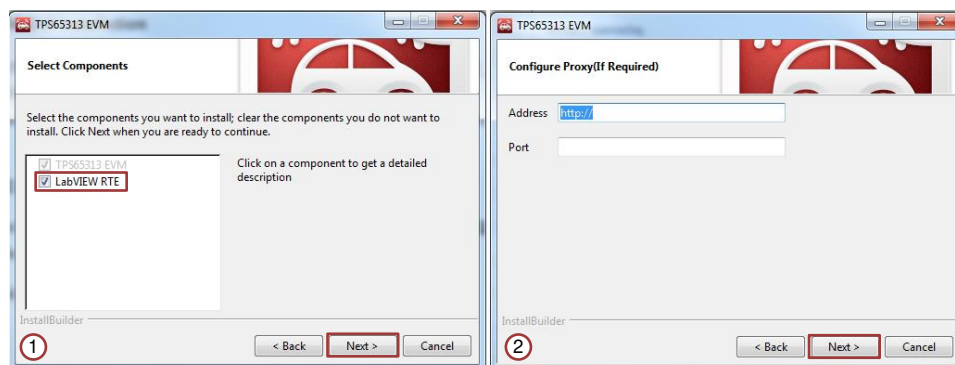 TPS65313 EVM
Select Components
Select the components you want to install; clear the components you do not want to
install. Click Next when you are ready to continue.
TPS65313 EVM
LabVIEW RTE
Click on a component to get a detailed
description
InstallBuilder
1
< Back
Next >
Cancel
TPS65313 EVM
Configure Proxy(If Required)
Address
http://
Port
InstallBuilder
2
< Back
Next >
Cancel